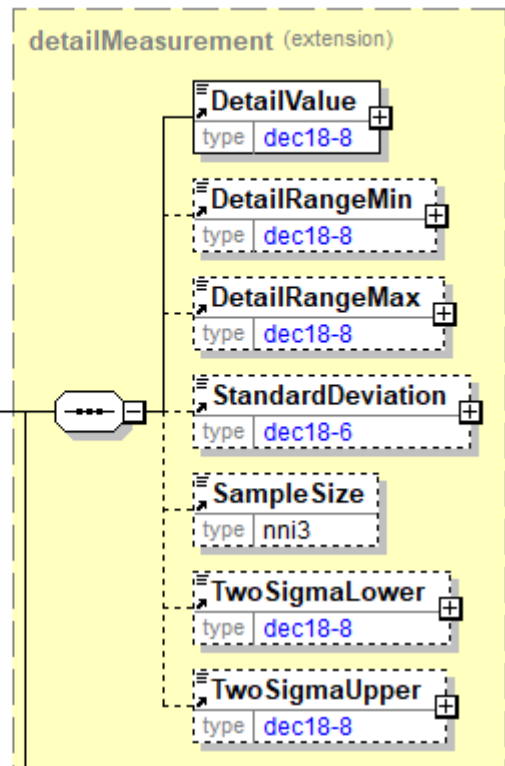 detailMeasurement (extension)
DetailValue
type dec18-8
DetailRangeMin
type dec18-8
DetailRangeMax
type dec18-8
StandardDeviation
type dec18-6
SampleSize
type nni3
TwoSigmaLower
type dec18-8
TwoSigmaUpper
type dec18-8